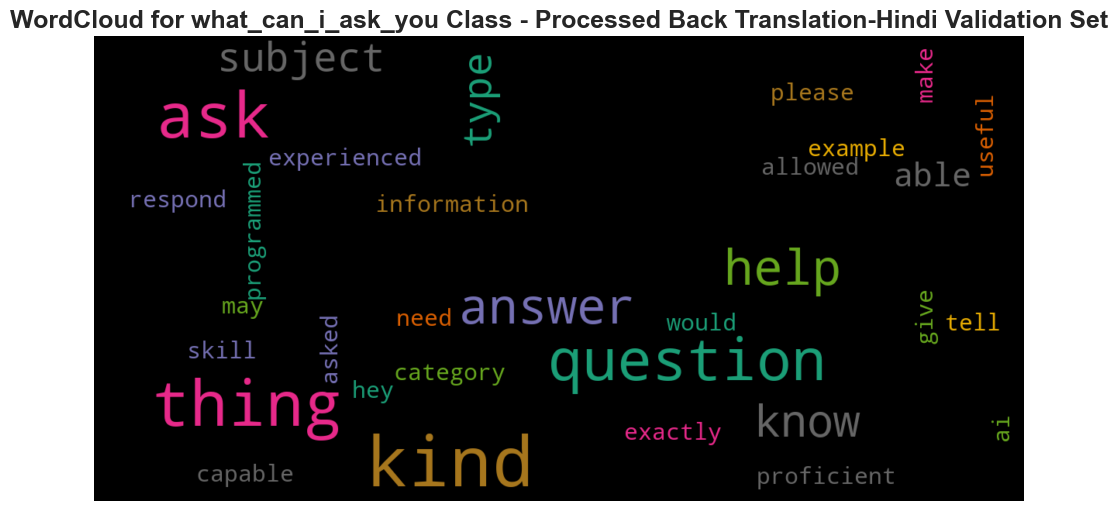 WordCloud for what_can_i_ask_you Class - Processed Back Translation-Hindi Validation Set
subject
type
make
please
ask
useful
example
experienced
allowed
able
programmed
respond
information
help
answer
may
need
would
give
tell
asked
skill
question
category
hey
thing
know
exactly
ai
kind
capable
proficient